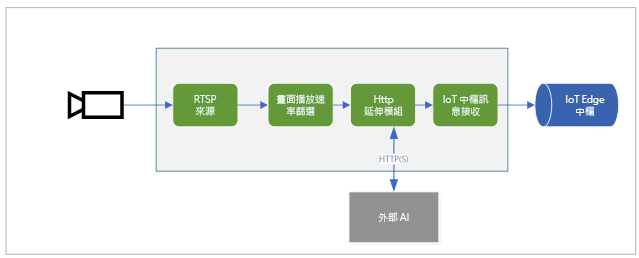 RTSP
來源
畫面播放速
率篩選
Http
延伸模組
IoT 中樞訊
息接收
IoT Edge
中樞
HTTP(S)
外部 AI